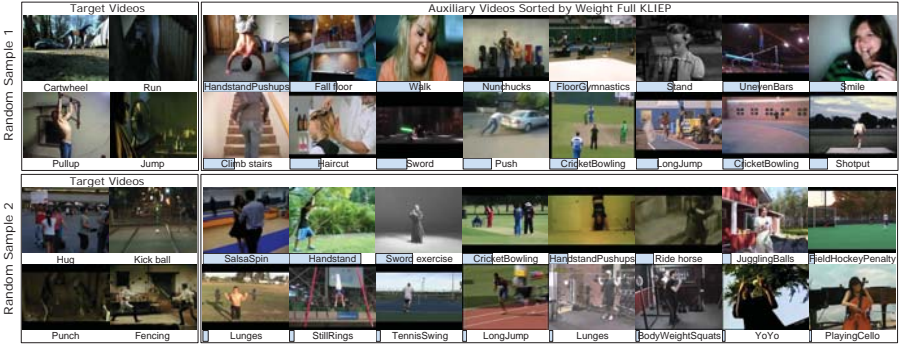 Target Videos
Auxiliary Videos Sorted by Weight Full KLIEP
Random Sample 1
Cartwheel Run HandstandPushups Fall floor Walk Nunchucks FloorGymnastics Stand UnevenBars Smile
Pullup Jump Climb stairs Haircut Sword Push CricketBowling LongJump CricketBowling Shotput
Target Videos
Random Sample 2
Hug Kick ball SalsaSpin Handstand Sword exercise CricketBowling HandstandPushups Ride horse JugglingBalls FieldHockeyPenalty
Punch Fencing Lunges StillRings TennisSwing LongJump Lunges BodyWeightSquats YoYo PlayingCello